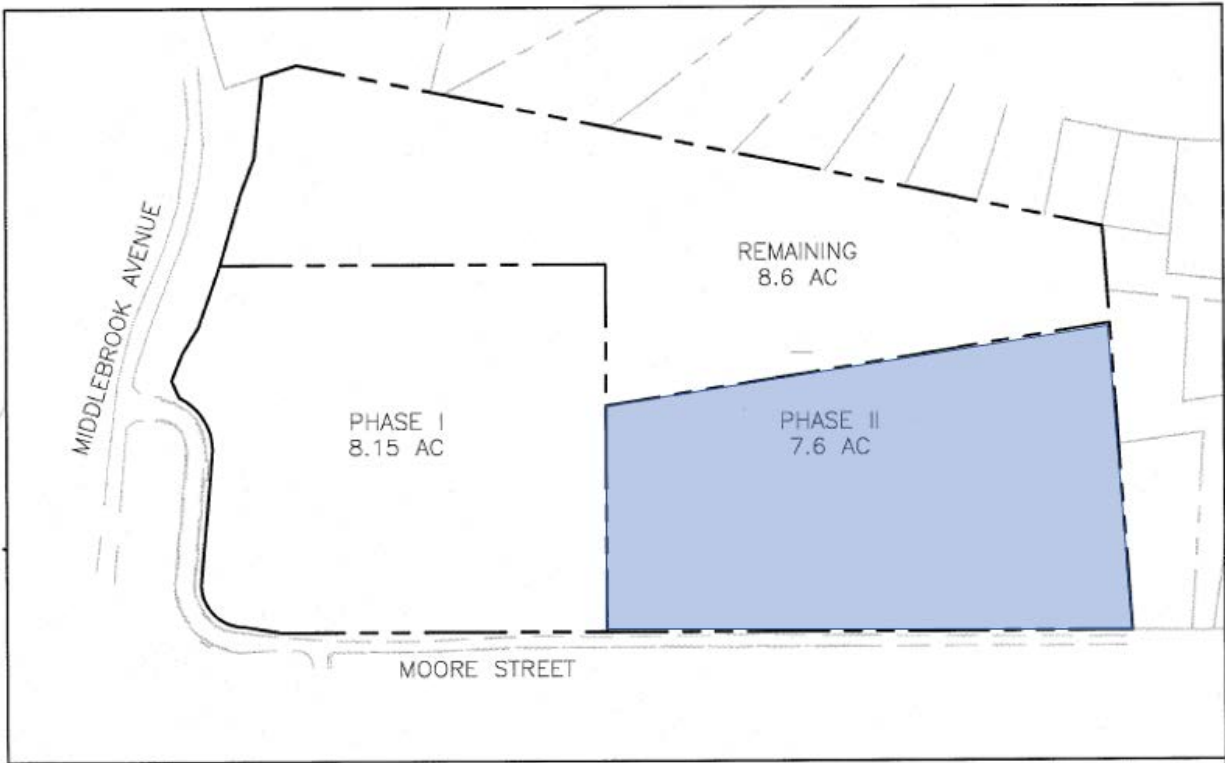 MIDDLEBROOK AVENUE
REMAINING
8.6 AC
PHASE I
8.15 AC
PHASE II
7.6 AC
MOORE STREET